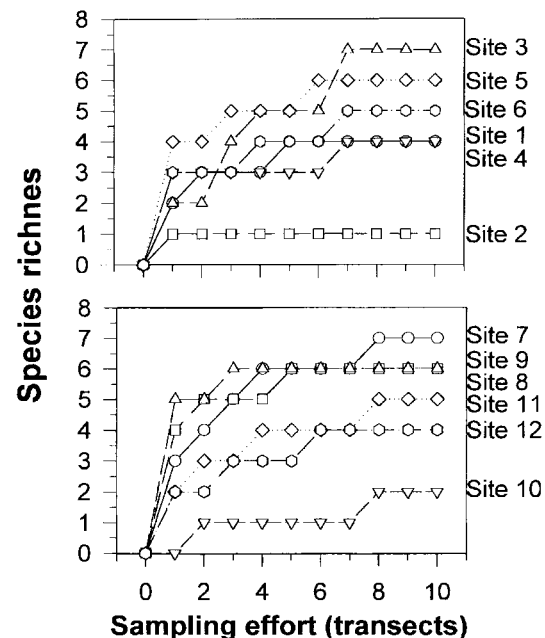 Species richnes
8
7
6
5
4
3
2
1
0
Site 3
Site 5
Site 6
Site 1
Site 4
Site 2
8
7
6
5
4
3
2
1
0
Site 7
Site 9
Site 8
Site 11
Site 12
Site 10
0 2 4 6 8 10
Sampling effort (transects)